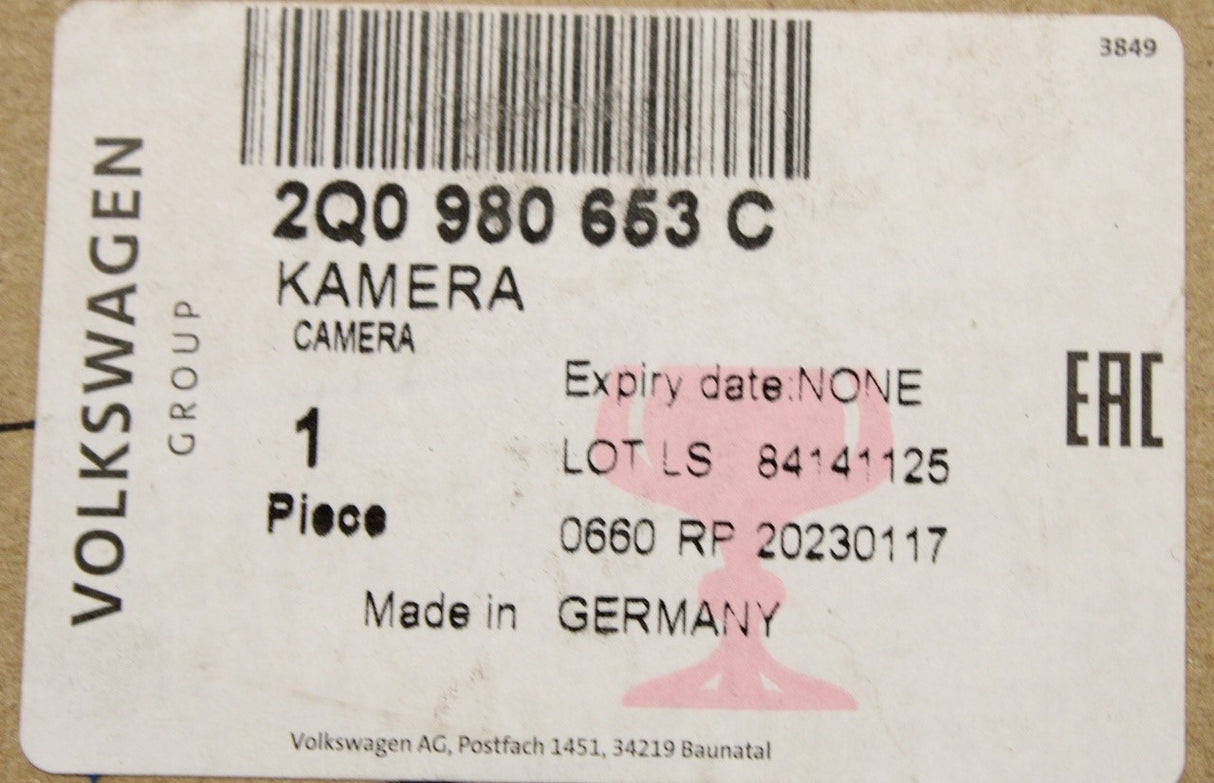 3849
VOLKSWAGEN
GROUP
2Q0 980 653 C
KAMERA
CAMERA
1
Piece
Expiry date:NONE
LOT LS 84141125
0660 RP 20230117
Made in GERMANY
EAC
Volkswagen AG, Postfach 1451, 34219 Baunatal